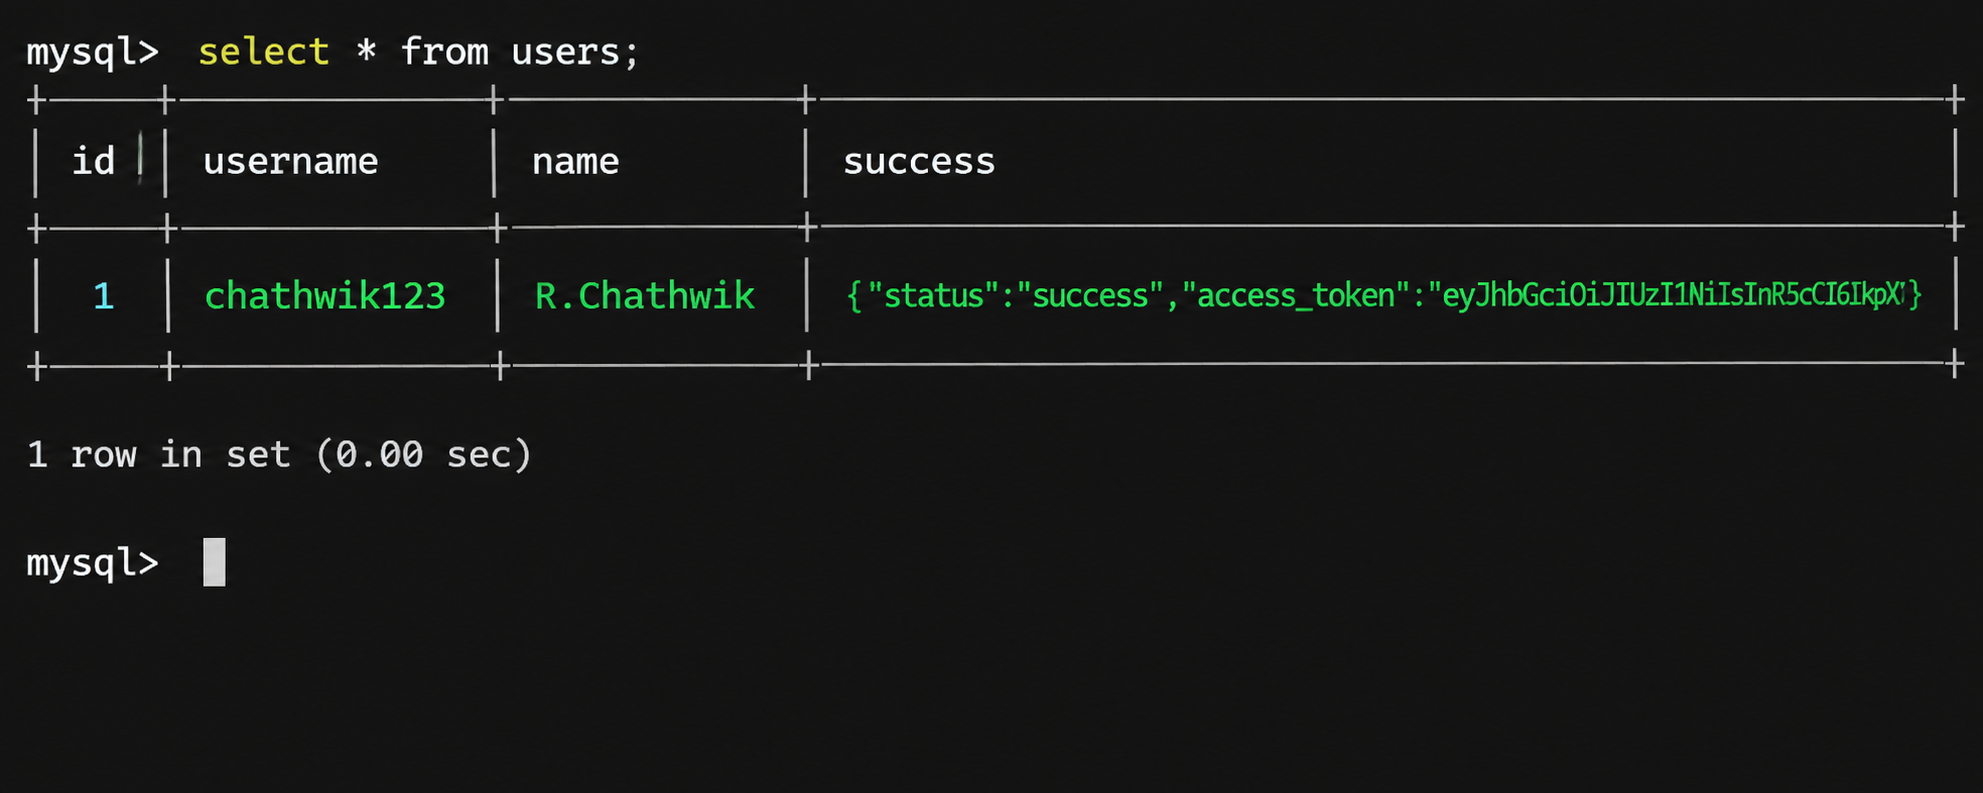 mysql> select * from users;
id username name success
1 chathwik123 R.Chathwik {"status":"success","access_token":"eyJhbGciOiJIUzI1NiIsInR5cCI6IkpX}
1 row in set (0.00 sec)
mysql>